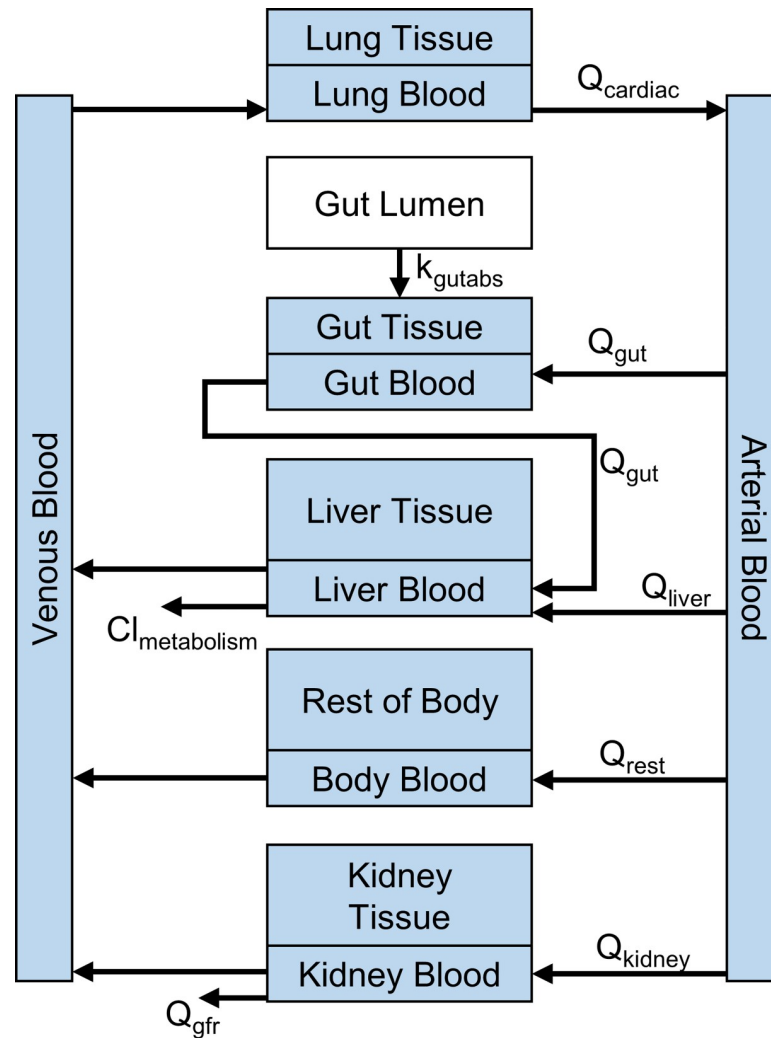 Lung Tissue
Lung Blood
Q_cardiac
Gut Lumen
k_gutabs
Gut Tissue
Q_gut
Gut Blood
Q_gut
Venous Blood
Arterial Blood
Liver Tissue
Liver Blood
Q_liver
Cl_metabolism
Rest of Body
Q_rest
Body Blood
Kidney
Tissue
Q_kidney
Kidney Blood
Q_gfr